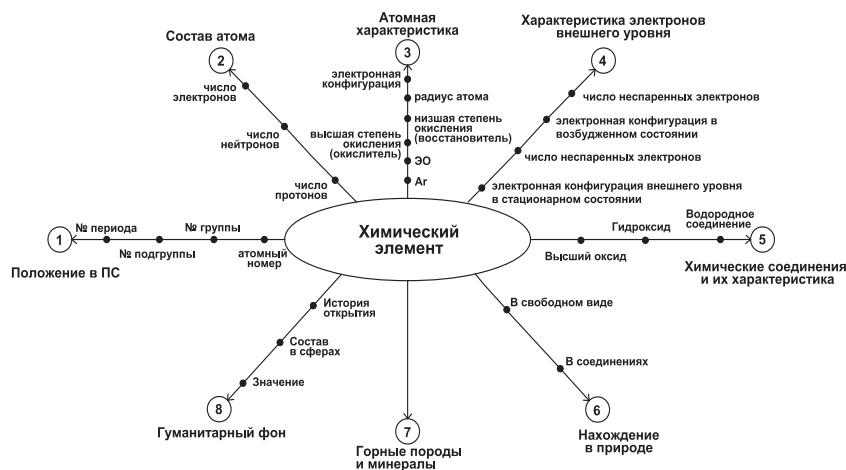 Состав атома
2
число
электронов
число
нейтронов
число
протонов
Атомная
характеристика
3
электронная
конфигурация
радиус атома
низшая степень
окисления
(восстановитель)
высшая степень
окисления
(окислитель)
ЭО
Ar
Характеристика электронов
внешнего уровня
4
число неспаренных электронов
электронная конфигурация в
возбужденном состоянии
число неспаренных электронов
электронная конфигурация внешнего уровня
в стационарном состоянии
Химический
элемент
1
№ периода
№ группы
№ подгруппы
атомный
номер
Положение в ПС
Водородное
соединение
Гидроксид
Высший оксид
5
Химические соединения
и их характеристика
История
открытия
Состав
в сферах
Значение
8
Гуманитарный фон
7
Горные породы
и минералы
В свободном виде
В соединениях
6
Нахождение
в природе